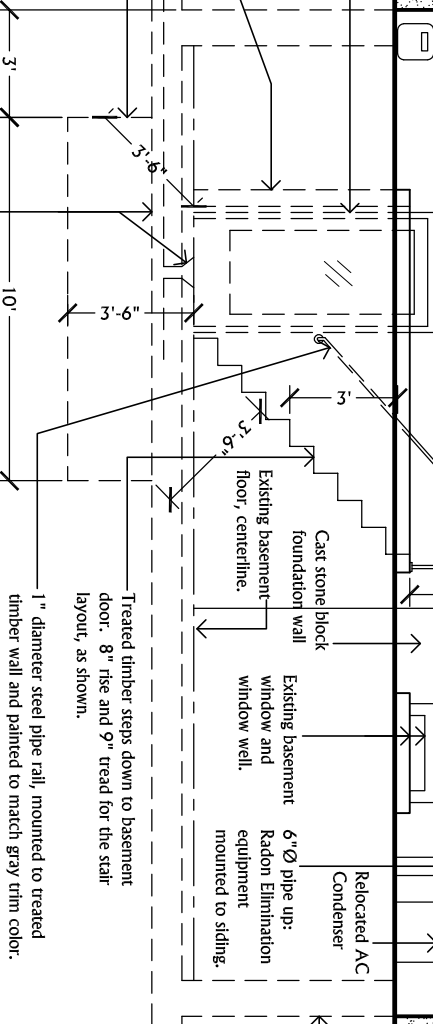 3'
3'-6"
10'
3'-6"
3'
3'-6"
Existing basement
floor, centerline.
Cast stone block
foundation wall
Treated timber steps down to basement
door. 8" rise and 9" tread for the stair
layout, as shown.
1" diameter steel pipe rail, mounted to treated
timber wall and painted to match gray trim color.
Existing basement
window and
window well.
6"Ø pipe up:
Radon Elimination
equipment
mounted to siding.
Relocated AC
Condenser